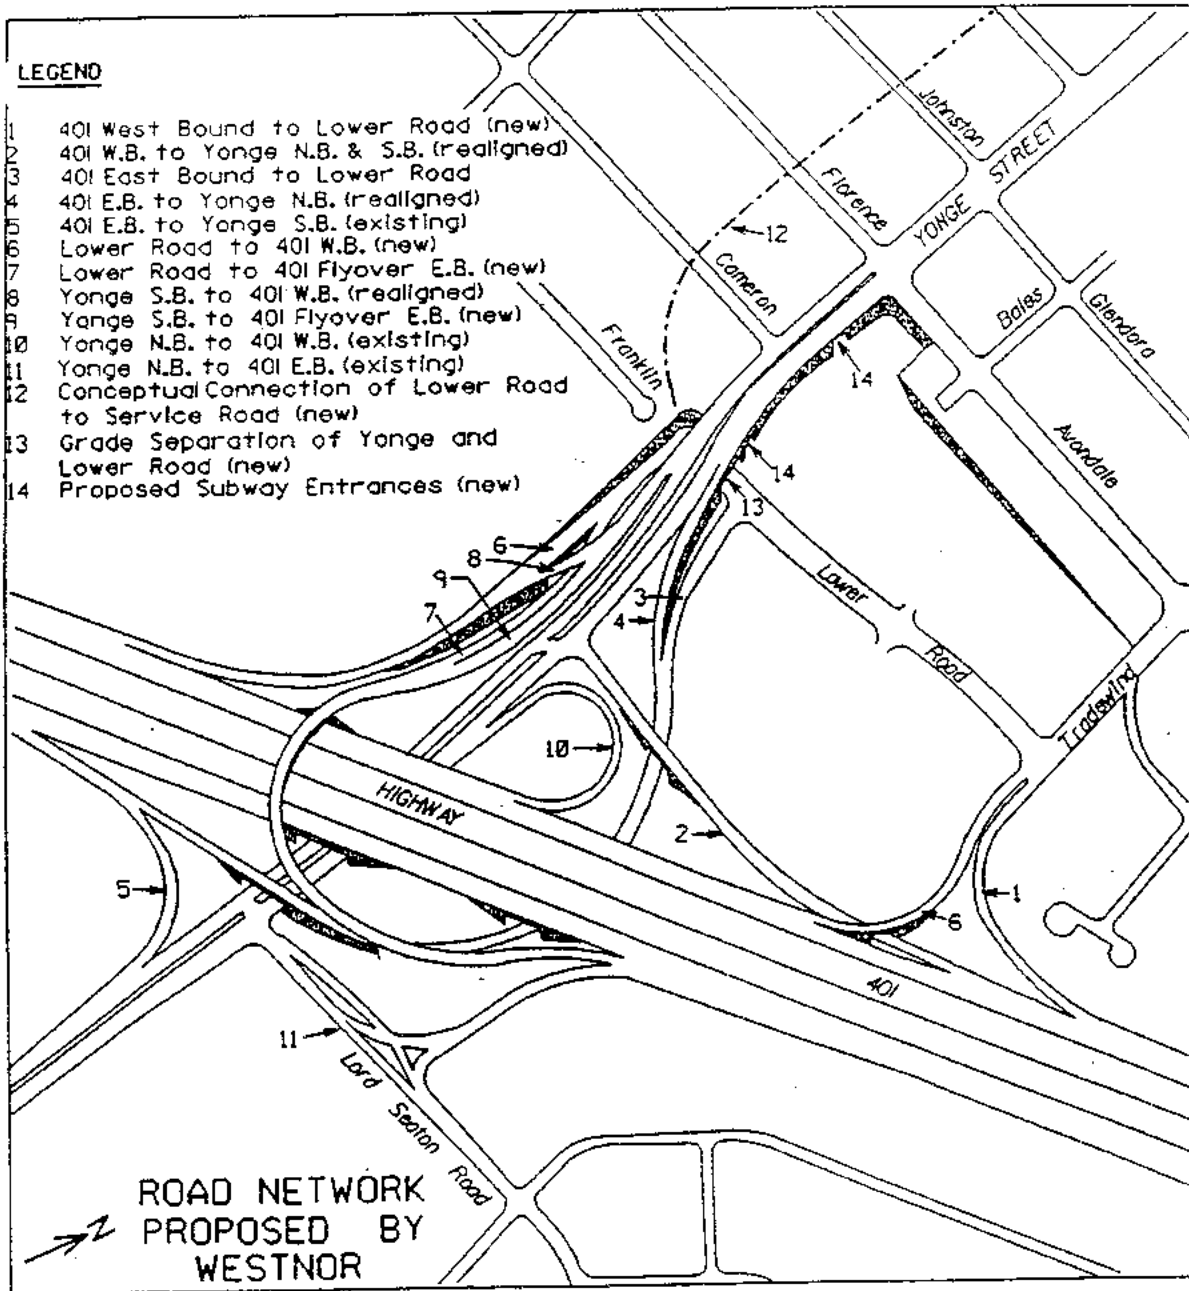 LEGEND
1 401 West Bound to Lower Road (new)
2 401 W.B. to Yonge N.B. & S.B. (realigned)
3 401 East Bound to Lower Road
4 401 E.B. to Yonge N.B. (realigned)
5 401 E.B. to Yonge S.B. (existing)
6 Lower Road to 401 W.B. (new)
7 Lower Road to 401 Flyover E.B. (new)
8 Yonge S.B. to 401 W.B. (realigned)
9 Yonge S.B. to 401 Flyover E.B. (new)
10 Yonge N.B. to 401 W.B. (existing)
11 Yonge N.B. to 401 E.B. (existing)
12 Conceptual Connection of Lower Road
to Service Road (new)
13 Grade Separation of Yonge and
Lower Road (new)
14 Proposed Subway Entrances (new)
Johnston
YONGE STREET
Florence
12
Cameron
Bales
Glendora
Franklin
14
Avondale
14
13
6
8
9
3
Lower Road
7
4
Tradewind
10
HIGHWAY 401
2
5
1
6
11
Lord Seaton Road
ROAD NETWORK
PROPOSED BY
WESTNOR
N